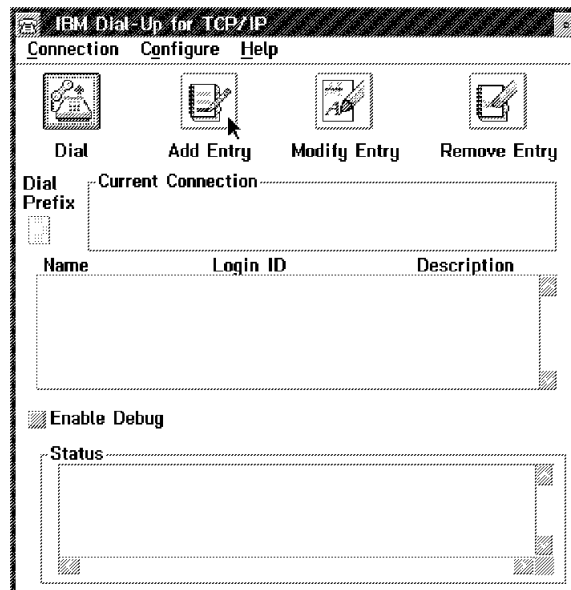 IBM Dial-Up for TCP/IP
Connection Configure Help
Dial Add Entry Modify Entry Remove Entry
Dial Prefix
Current Connection
Name Login ID Description
Enable Debug
Status